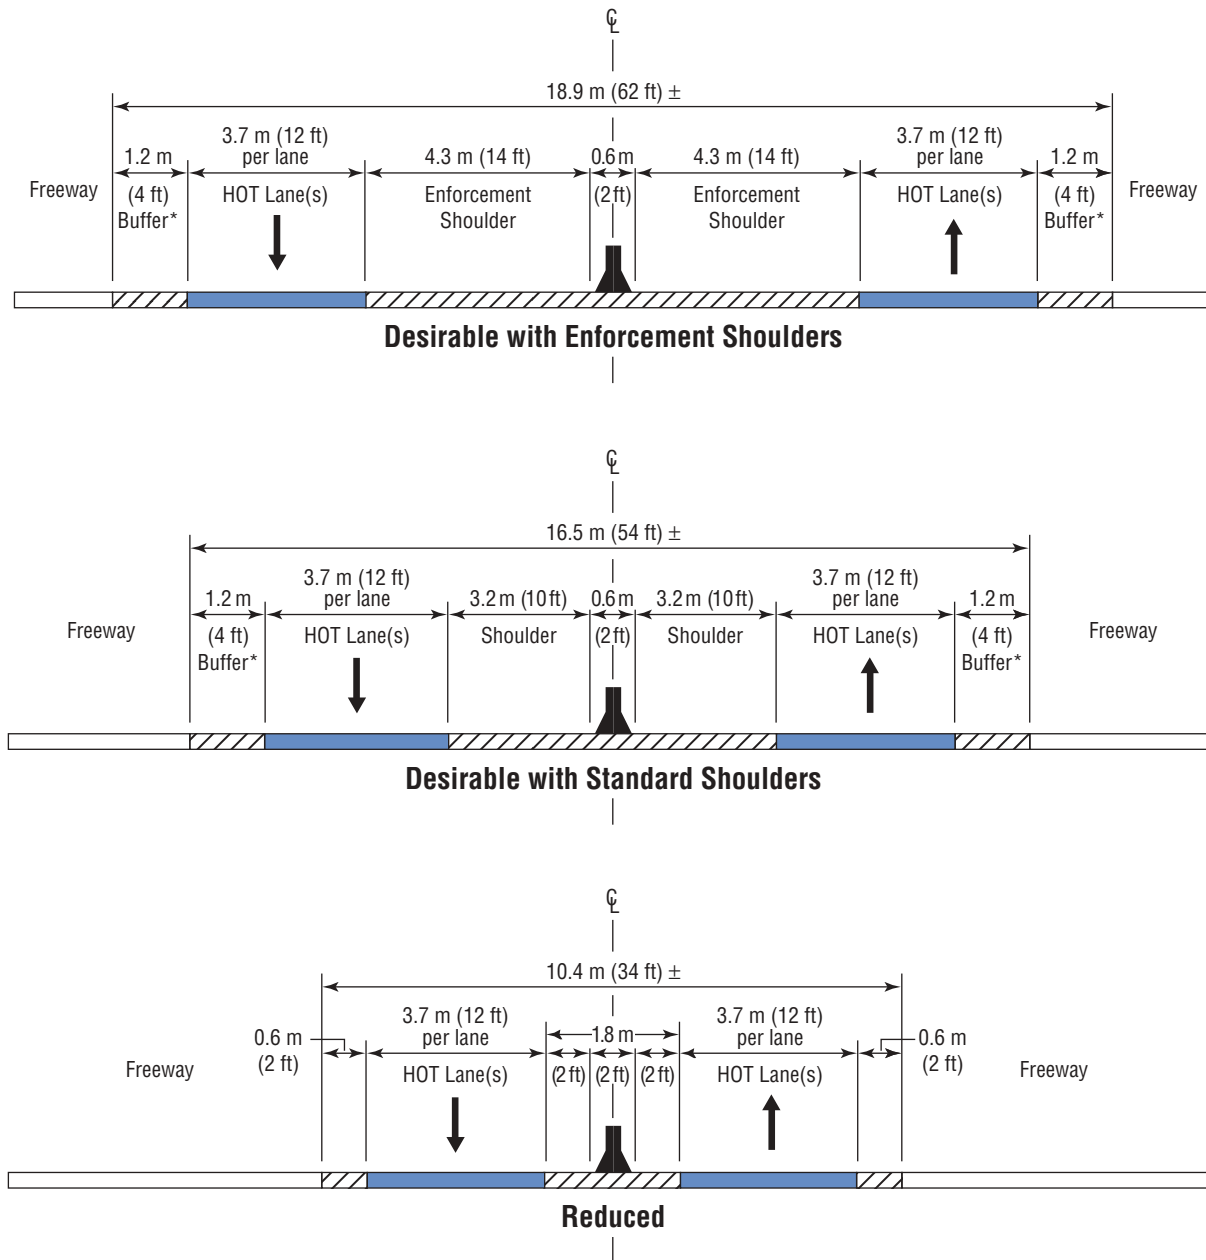 ℄
18.9 m (62 ft) ±
3.7 m (12 ft)
per lane
3.7 m (12 ft)
per lane
1.2 m
4.3 m (14 ft)
0.6 m
4.3 m (14 ft)
1.2 m
Freeway
(4 ft)
Buffer*
HOT Lane(s)
Enforcement
Shoulder
(2 ft)
Enforcement
Shoulder
HOT Lane(s)
(4 ft)
Buffer*
Freeway
Desirable with Enforcement Shoulders
℄
16.5 m (54 ft) ±
3.7 m (12 ft)
per lane
3.7 m (12 ft)
per lane
1.2 m
3.2 m (10 ft)
0.6 m
3.2 m (10 ft)
1.2 m
Freeway
(4 ft)
Buffer*
HOT Lane(s)
Shoulder
(2 ft)
Shoulder
HOT Lane(s)
(4 ft)
Buffer*
Freeway
Desirable with Standard Shoulders
℄
10.4 m (34 ft) ±
0.6 m
(2 ft)
3.7 m (12 ft)
per lane
1.8 m
3.7 m (12 ft)
per lane
0.6 m
(2 ft)
Freeway
HOT Lane(s)
(2 ft)
(2 ft)
(2 ft)
HOT Lane(s)
Freeway
Reduced